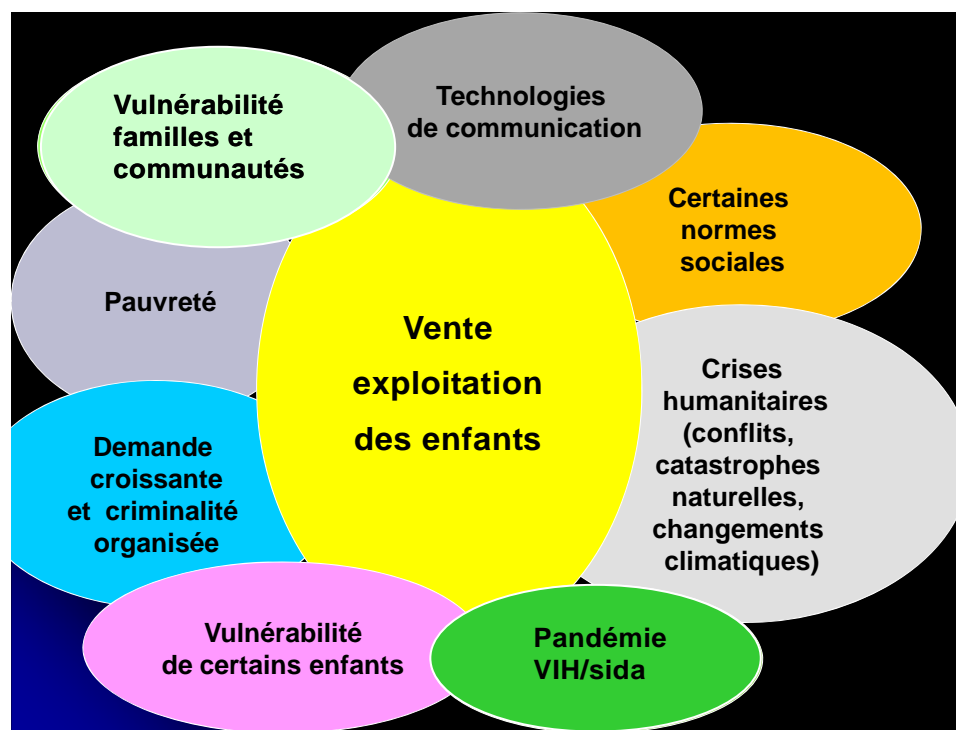 Vulnérabilité
familles et
communautés
Technologies
de communication
Certaines
normes
sociales
Pauvreté
Vente
exploitation
des enfants
Crises
humanitaires
(conflits,
catastrophes
naturelles,
changements
climatiques)
Demande
croissante
et criminalité
organisée
Vulnérabilité
de certains enfants
Pandémie
VIH/sida